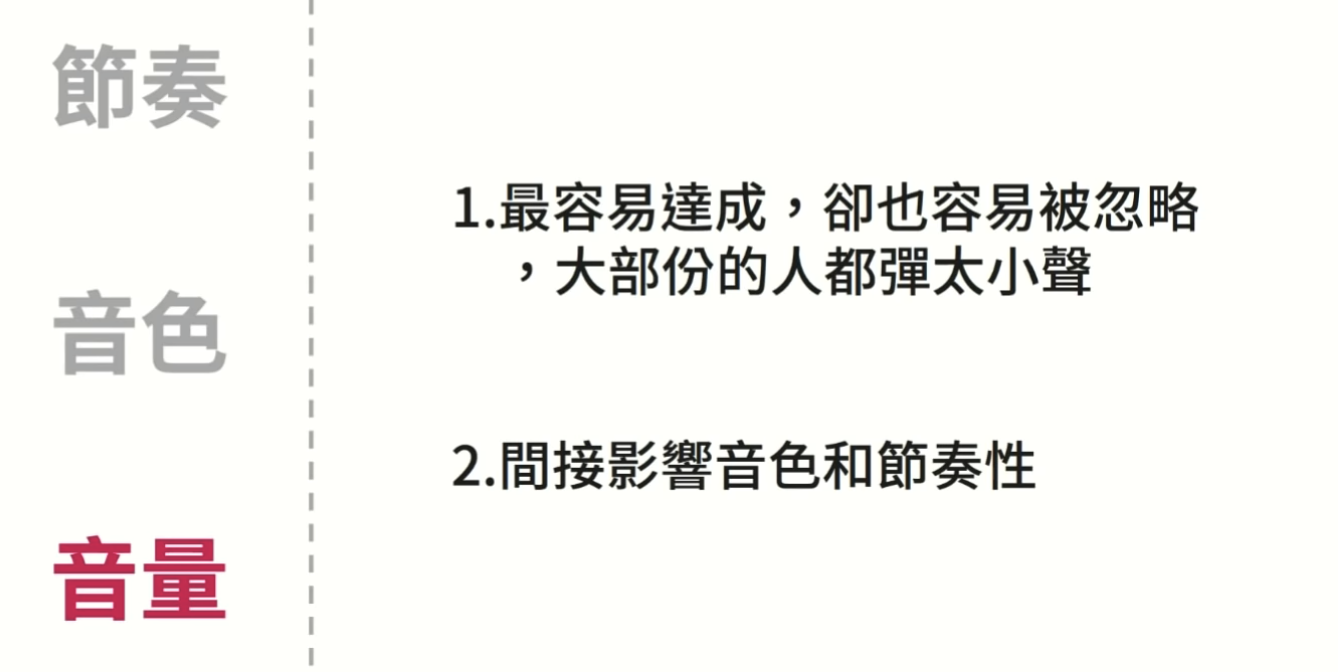 節奏
音色
音量
1.最容易達成，卻也容易被忽略
，大部份的人都彈太小聲
2.間接影響音色和節奏性